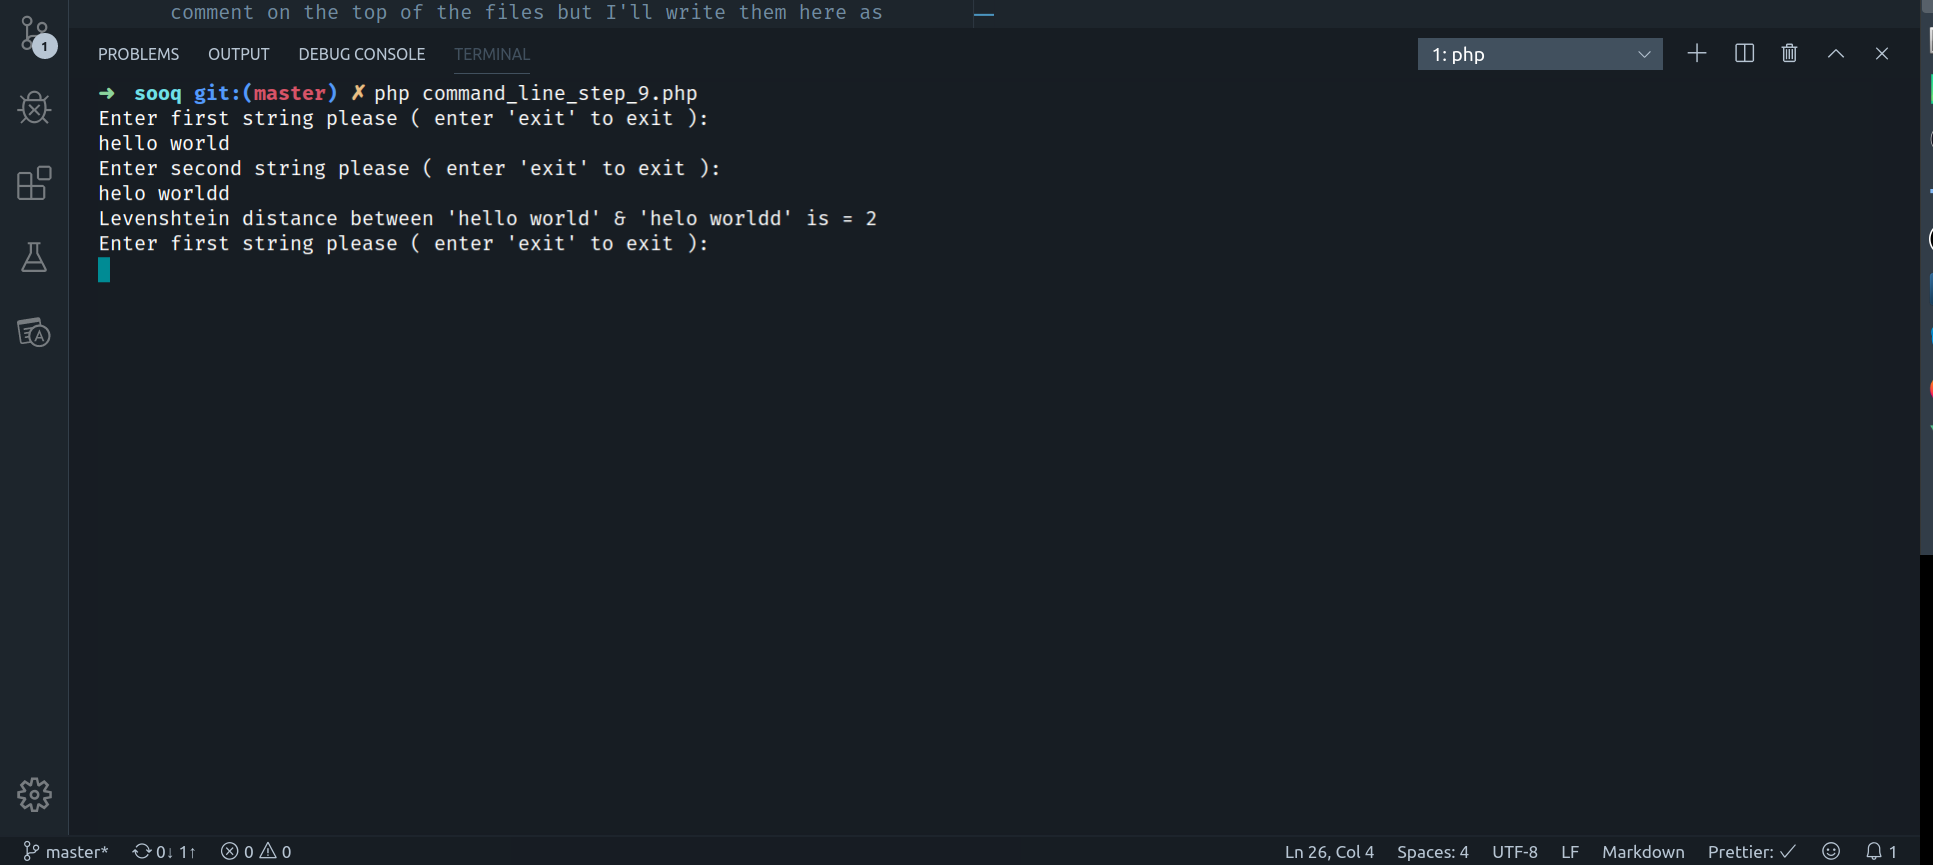 comment on the top of the files but I'll write them here as
1
PROBLEMS OUTPUT DEBUG CONSOLE TERMINAL 1: php
➜ sooq git:(master) ✗ php command_line_step_9.php
Enter first string please ( enter 'exit' to exit ):
hello world
Enter second string please ( enter 'exit' to exit ):
helo worldd
Levenshtein distance between 'hello world' & 'helo worldd' is = 2
Enter first string please ( enter 'exit' to exit ):
master* 0↓ 1↑ 0 0 Ln 26, Col 4 Spaces: 4 UTF-8 LF Markdown Prettier: ✓ 1